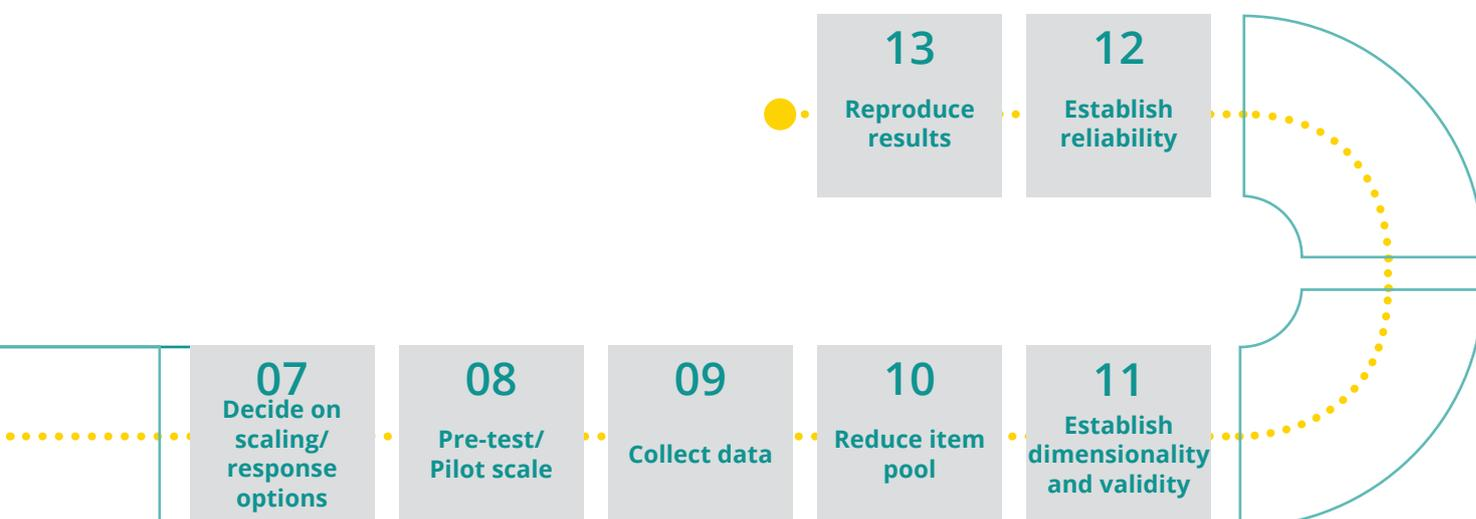 13
Reproduce
results
12
Establish
reliability
07
Decide on
scaling/
response
options
08
Pre-test/
Pilot scale
09
Collect data
10
Reduce item
pool
11
Establish
dimensionality
and validity